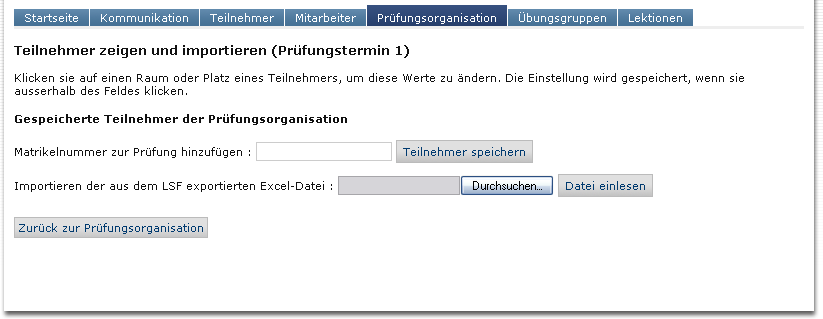 Startseite Kommunikation Teilnehmer Mitarbeiter Prüfungsorganisation Übungsgruppen Lektionen
Teilnehmer zeigen und importieren (Prüfungstermin 1)
Klicken sie auf einen Raum oder Platz eines Teilnehmers, um diese Werte zu ändern. Die Einstellung wird gespeichert, wenn sie
ausserhalb des Feldes klicken.
Gespeicherte Teilnehmer der Prüfungsorganisation
Matrikelnummer zur Prüfung hinzufügen : Teilnehmer speichern
Importieren der aus dem LSF exportierten Excel-Datei : Durchsuchen... Datei einlesen
Zurück zur Prüfungsorganisation